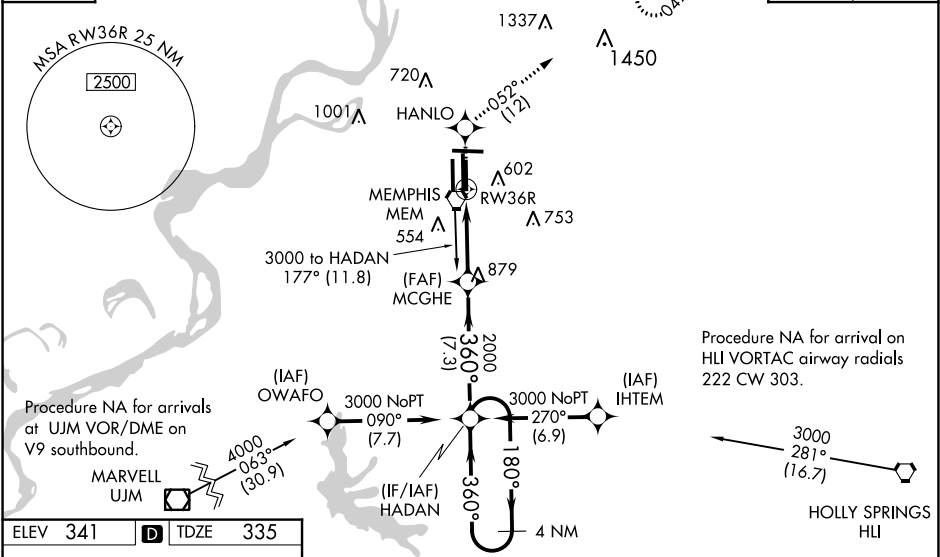 1337
04
1450
MSA RW36R 25 NM
2500
720
052°
(12)
1001
HANLO
602
MEMPHIS
MEM
RW36R
753
554
3000 to HADAN
177° (11.8)
879
(FAF)
MCGHE
2000
360°
(7.3)
Procedure NA for arrival on
HLI VORTAC airway radials
222 CW 303.
(IAF)
OWAFO
3000 NoPT
090°
(7.7)
3000 NoPT
270°
(6.9)
(IAF)
IHTEM
Procedure NA for arrivals
at UJM VOR/DME on
V9 southbound.
4000
063°
(30.9)
MARVELL
UJM
(IF/IAF)
HADAN
360°
180°
4 NM
3000
281°
(16.7)
HOLLY SPRINGS
HLI
ELEV 341 D TDZE 335